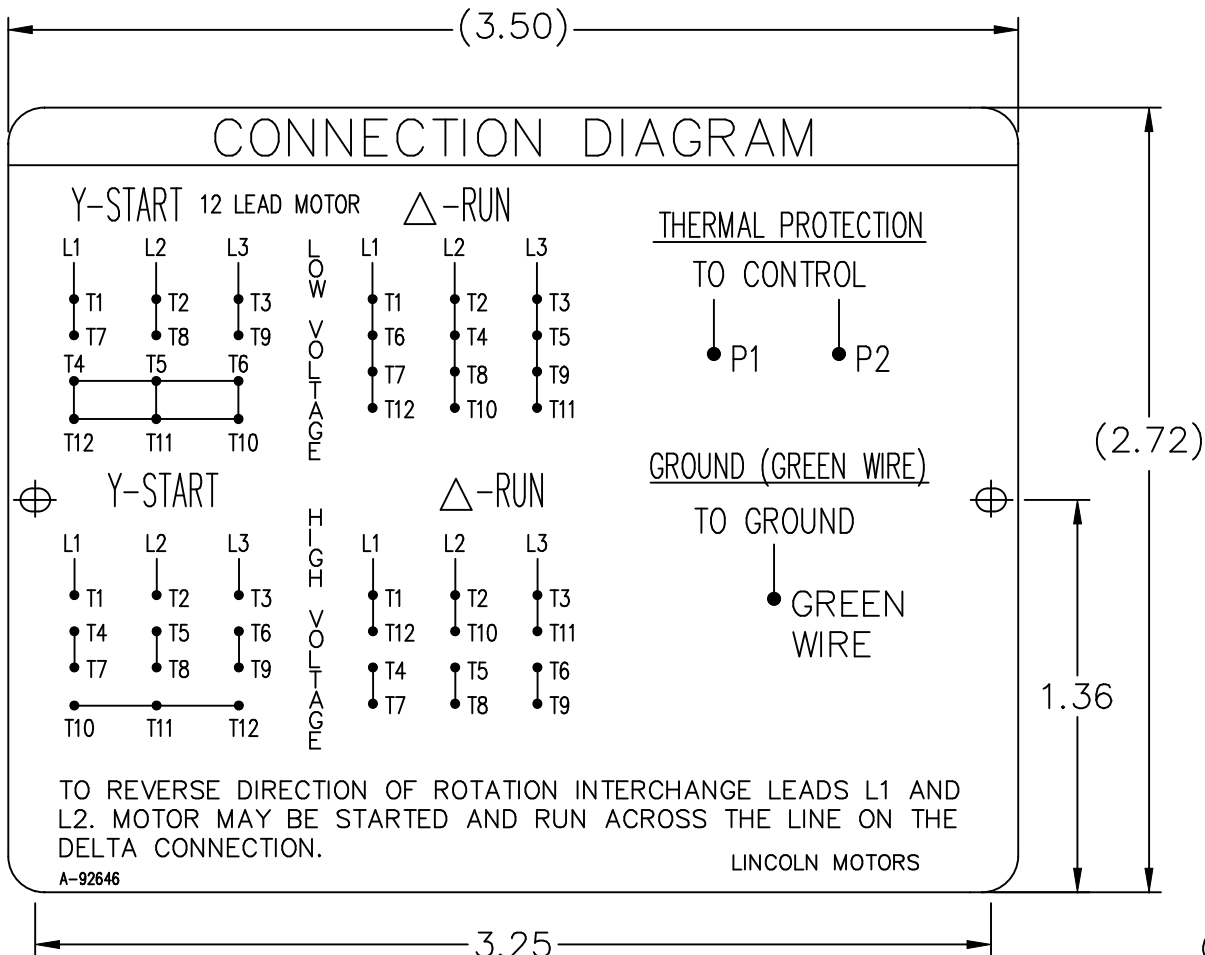 (3.50)
CONNECTION DIAGRAM
Y-START 12 LEAD MOTOR △-RUN
L1 L2 L3
T1 T2 T3
T7 T8 T9
T4 T5 T6
T12 T11 T10
LOW VOLTAGE
L1 L2 L3
T1 T2 T3
T6 T4 T5
T7 T8 T9
T12 T10 T11
THERMAL PROTECTION
TO CONTROL
P1 P2
(2.72)
GROUND (GREEN WIRE)
TO GROUND
GREEN
WIRE
1.36
Y-START △-RUN
L1 L2 L3
T1 T2 T3
T4 T5 T6
T7 T8 T9
T10 T11 T12
HIGH VOLTAGE
L1 L2 L3
T1 T2 T3
T12 T10 T11
T4 T5 T6
T7 T8 T9
TO REVERSE DIRECTION OF ROTATION INTERCHANGE LEADS L1 AND
L2. MOTOR MAY BE STARTED AND RUN ACROSS THE LINE ON THE
DELTA CONNECTION.
LINCOLN MOTORS
A-92646
3.25
(